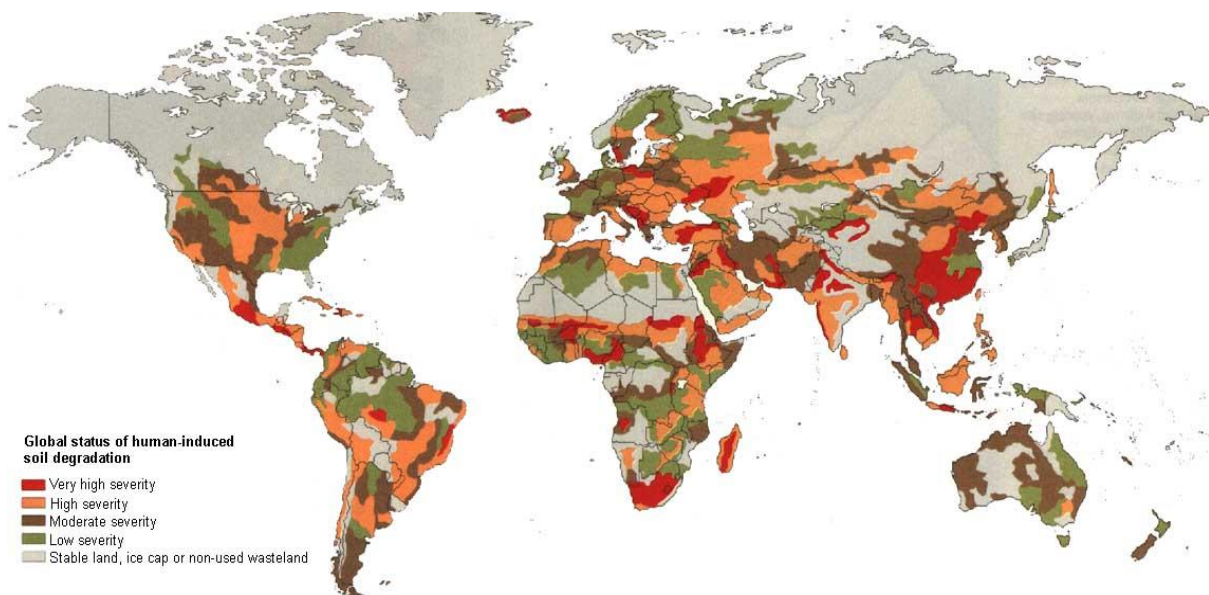 Global status of human-induced
soil degradation
Very high severity
High severity
Moderate severity
Low severity
Stable land, ice cap or non-used wasteland